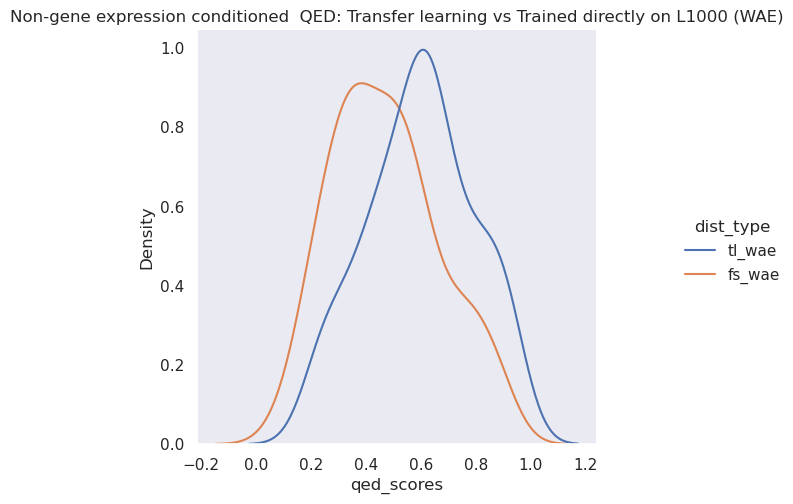 Non-gene expression conditioned  QED: Transfer learning vs Trained directly on L1000 (WAE)
1.0
0.8
0.6
0.4
0.2
0.0
Density
−0.2 0.0 0.2 0.4 0.6 0.8 1.0 1.2
qed_scores
dist_type
tl_wae
fs_wae